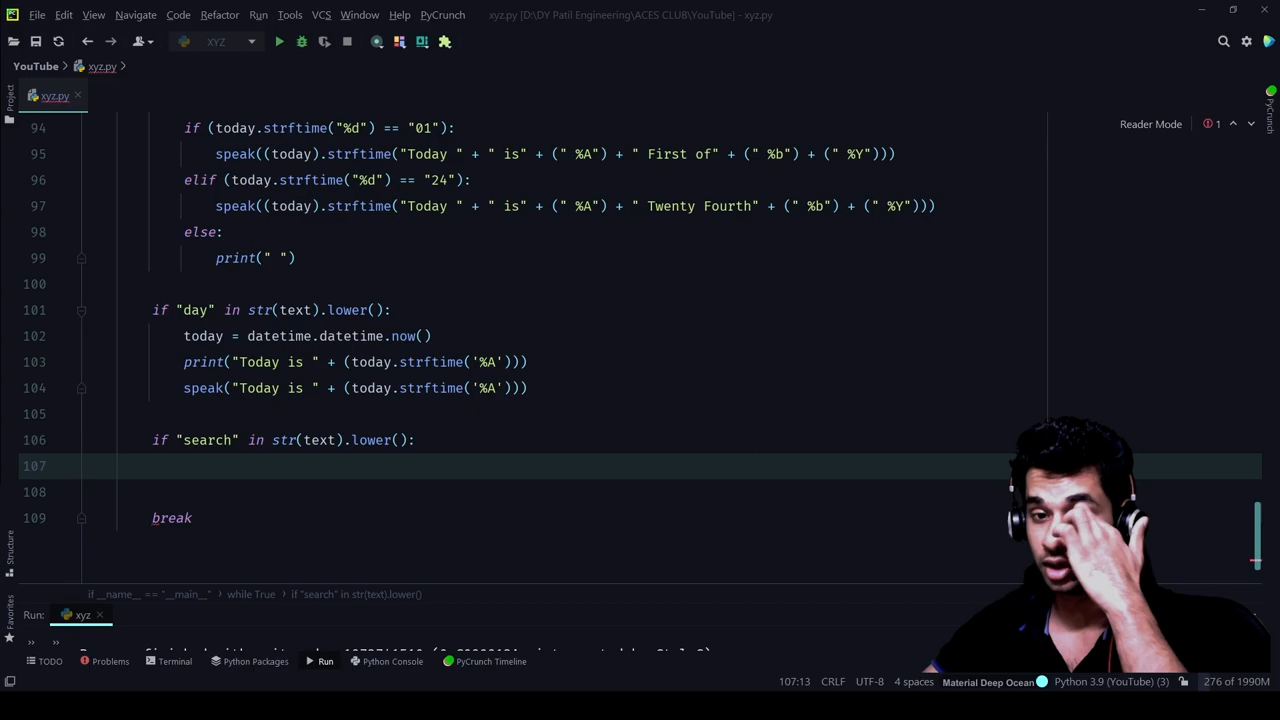 File Edit View Navigate Code Refactor Run Tools VCS Window Help PyCrunch xyz.py [D:\DY Patil Engineering\ACES CLUB\YouTube] - xyz.py
XYZ
YouTube xyz.py
Project
xyz.py
PyCrunch
Reader Mode 1
94 if (today.strftime("%d") == "01"):
95 speak((today).strftime("Today " + " is" + (" %A") + " First of" + (" %b") + (" %Y")))
96 elif (today.strftime("%d") == "24"):
97 speak((today).strftime("Today " + " is" + (" %A") + " Twenty Fourth" + (" %b") + (" %Y")))
98 else:
99 print(" ")
100
101 if "day" in str(text).lower():
102 today = datetime.datetime.now()
103 print("Today is " + (today.strftime('%A')))
104 speak("Today is " + (today.strftime('%A')))
105
106 if "search" in str(text).lower():
107
108
109 break
Structure
Favorites
if __name__ == "__main__" while True if "search" in str(text).lower()
Run: xyz
TODO Problems Terminal Python Packages Run Python Console PyCrunch Timeline
107:13 CRLF UTF-8 4 spaces Material Deep Ocean Python 3.9 (YouTube) (3) 276 of 1990M